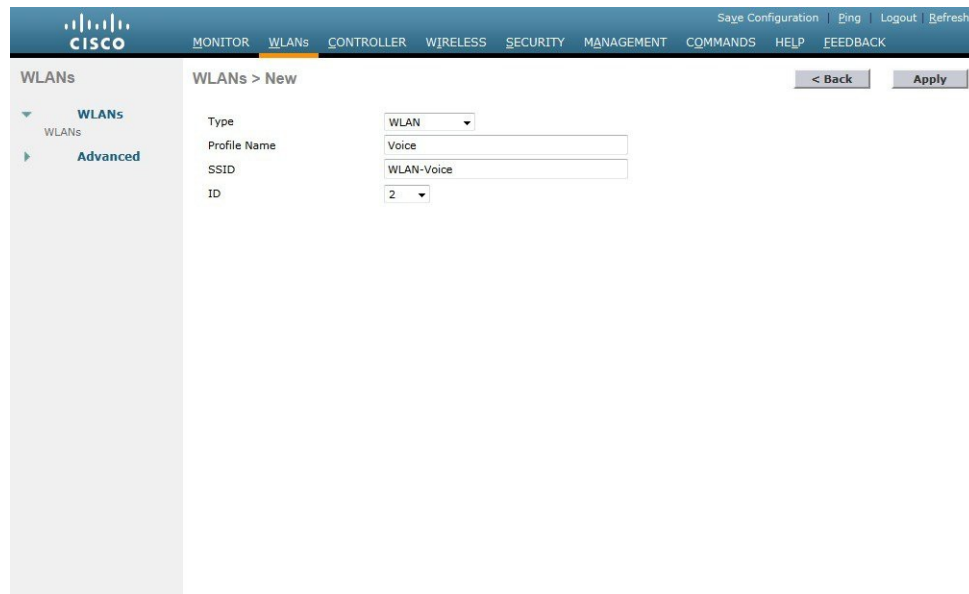 Save Configuration | Ping | Logout | Refresh
CISCO
MONITOR WLANs CONTROLLER WIRELESS SECURITY MANAGEMENT COMMANDS HELP FEEDBACK
WLANs
WLANs > New
< Back
Apply
WLANs
WLANs
Advanced
Type WLAN
Profile Name Voice
SSID WLAN-Voice
ID 2